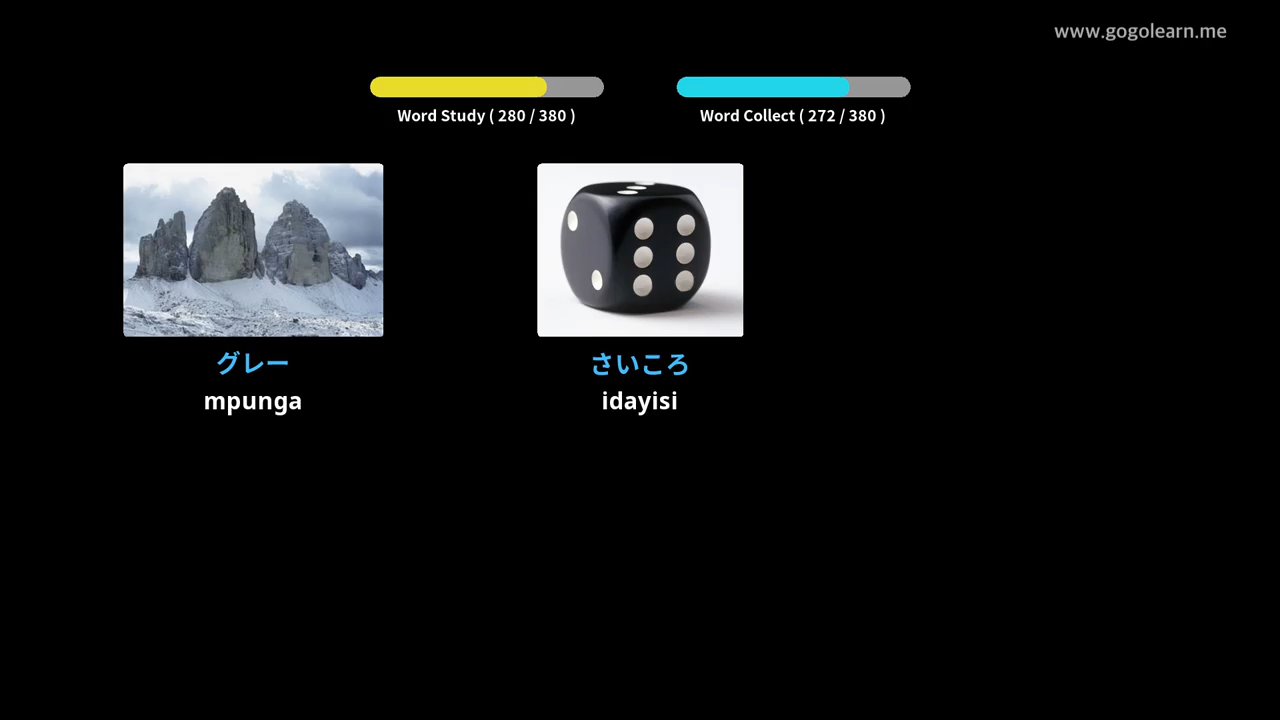 www.gogolearn.me
Word Study ( 280 / 380 )
Word Collect ( 272 / 380 )
グレー
mpunga
さいころ
idayisi